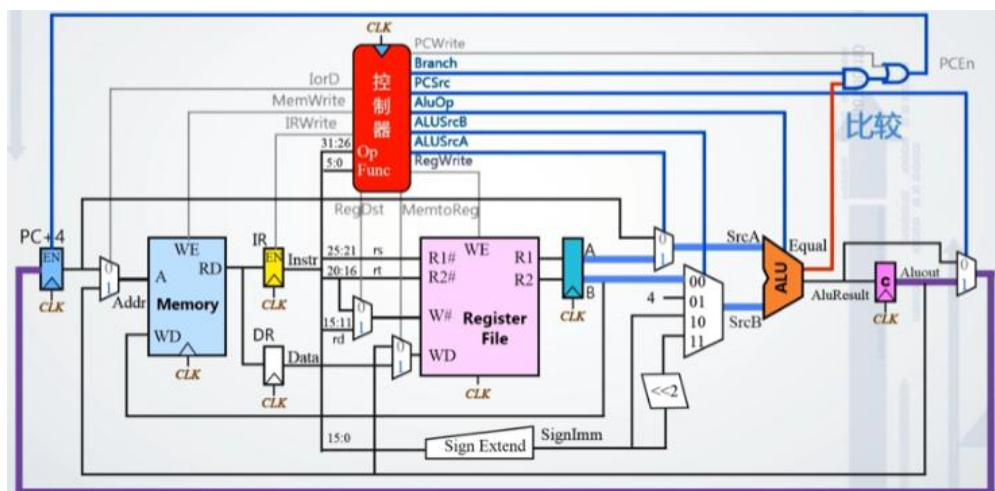 CLK
PCWrite
Branch
PCSrc
AluOp
ALUSrcB
ALUSrcA
RegWrite
PCEn
比较
IorD
MemWrite
IRWrite
控制器
31:26
Op
5:0
Func
RegDst
MemtoReg
PC+4
EN
CLK
0
1
Addr
WE
RD
A
Memory
WD
CLK
IR
EN
Instr
CLK
DR
Data
CLK
25:21
rs
20:16
rt
15:11
rd
0
1
0
1
R1#
WE
R1
R2#
R2
W#
Register
File
WD
CLK
A
B
CLK
0
1
4
00
01
10
11
SrcA
SrcB
ALU
Equal
AluResult
C
Aluout
CLK
0
1
<<2
15:0
Sign Extend
SignImm